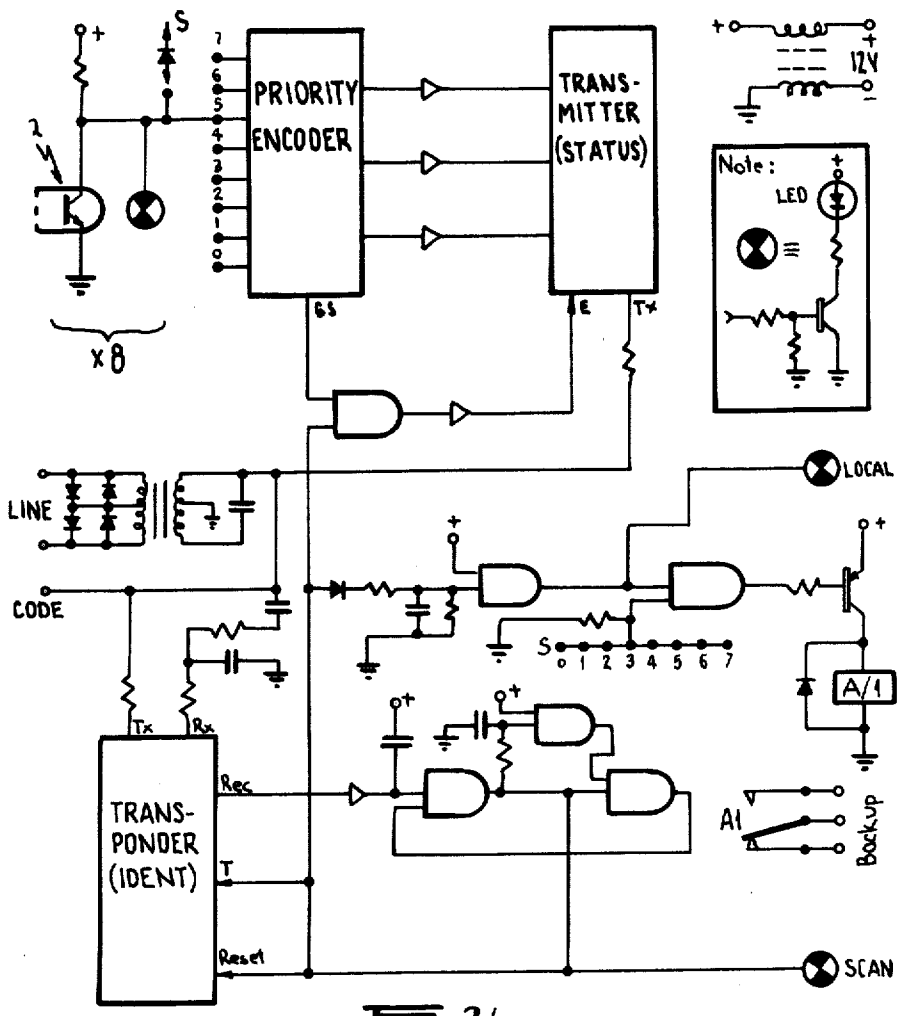 +
S
2
x 8
7
6
5
4
3
2
1
0
PRIORITY
ENCODER
GS
TRANS-
MITTER
(STATUS)
E
Tx
+
+
12V
-
Note:
+
LED
≡
LINE
CODE
+
LOCAL
+
S
0 1 2 3 4 5 6 7
A/1
Tx
Rx
TRANS-
PONDER
(IDENT)
Rec
T
Reset
+
+
A1
Backup
SCAN